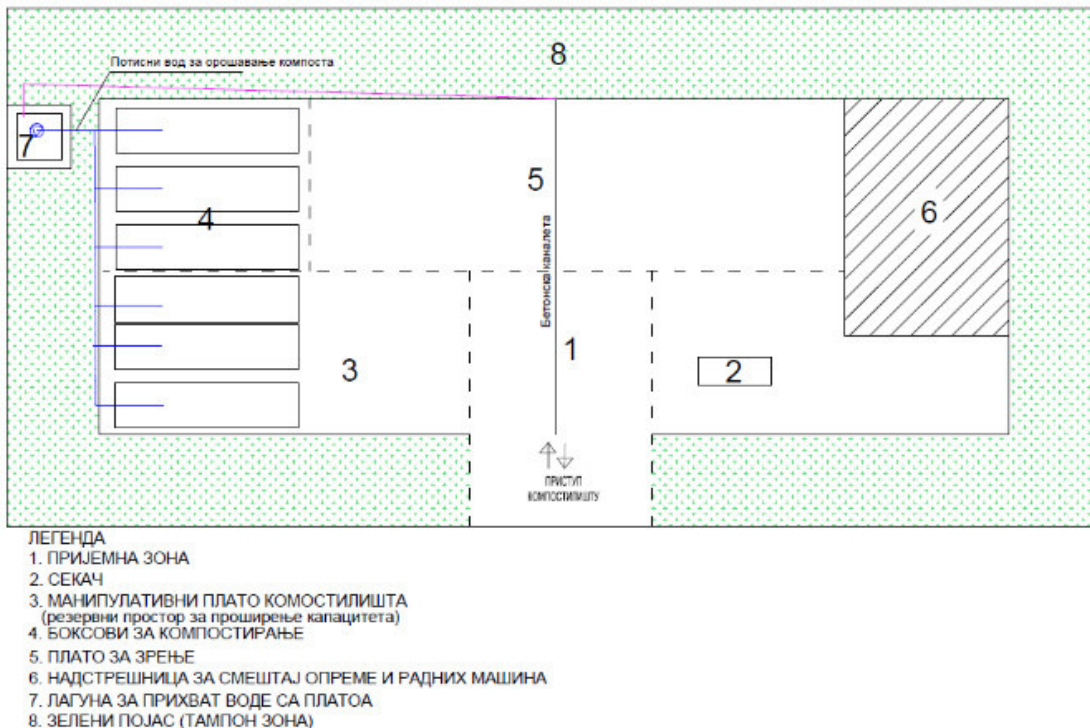 8
Потисни вод за орошавање компоста
7
5
4
6
Бетонска каналета
1
3
2
ПРИСТУП
КОМПОСТИЛИШТУ
ЛЕГЕНДА
1. ПРИЈЕМНА ЗОНА
2. СЕКАЧ
3. МАНИПУЛАТИВНИ ПЛАТО КОМОСТИЛИШТА
(резервни простор за проширење капацитета)
4. БОКСОВИ ЗА КОМПОСТИРАЊЕ
5. ПЛАТО ЗА ЗРЕЊЕ
6. НАДСТРЕШНИЦА ЗА СМЕШТАЈ ОПРЕМЕ И РАДНИХ МАШИНА
7. ЛАГУНА ЗА ПРИХВАТ ВОДЕ СА ПЛАТОА
8. ЗЕЛЕНИ ПОЈАС (ТАМПОН ЗОНА)